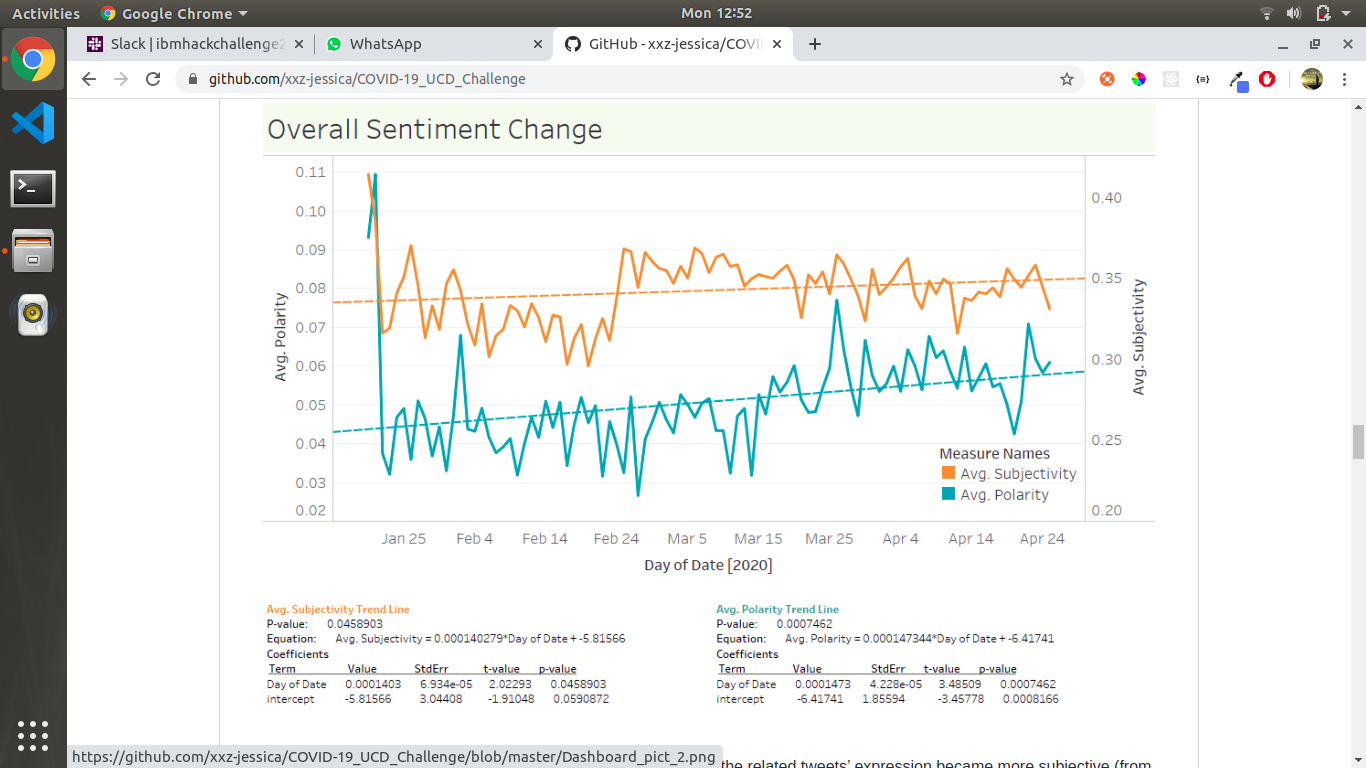 Activities Google Chrome Mon 12:52
Slack | ibmhackchallenge2 WhatsApp GitHub - xxz-jessica/COVI
github.com/xxz-jessica/COVID-19_UCD_Challenge
Overall Sentiment Change
0.11
0.10
0.09
0.08
0.07
0.06
0.05
0.04
0.03
0.02
Avg. Polarity
0.40
0.35
0.30
0.25
0.20
Avg. Subjectivity
Measure Names
Avg. Subjectivity
Avg. Polarity
Jan 25 Feb 4 Feb 14 Feb 24 Mar 5 Mar 15 Mar 25 Apr 4 Apr 14 Apr 24
Day of Date [2020]
Avg. Subjectivity Trend Line
P-value: 0.0458903
Equation: Avg. Subjectivity = 0.000140279*Day of Date + -5.81566
Coefficients
Term Value StdErr t-value p-value
Day of Date 0.0001403 6.934e-05 2.02293 0.0458903
intercept -5.81566 3.04408 -1.91048 0.0590872
Avg. Polarity Trend Line
P-value: 0.0007462
Equation: Avg. Polarity = 0.000147344*Day of Date + -6.41741
Coefficients
Term Value StdErr t-value p-value
Day of Date 0.0001473 4.228e-05 3.48509 0.0007462
intercept -6.41741 1.85594 -3.45778 0.0008166
https://github.com/xxz-jessica/COVID-19_UCD_Challenge/blob/master/Dashboard_pict_2.png
the related tweets' expression became more subjective (from